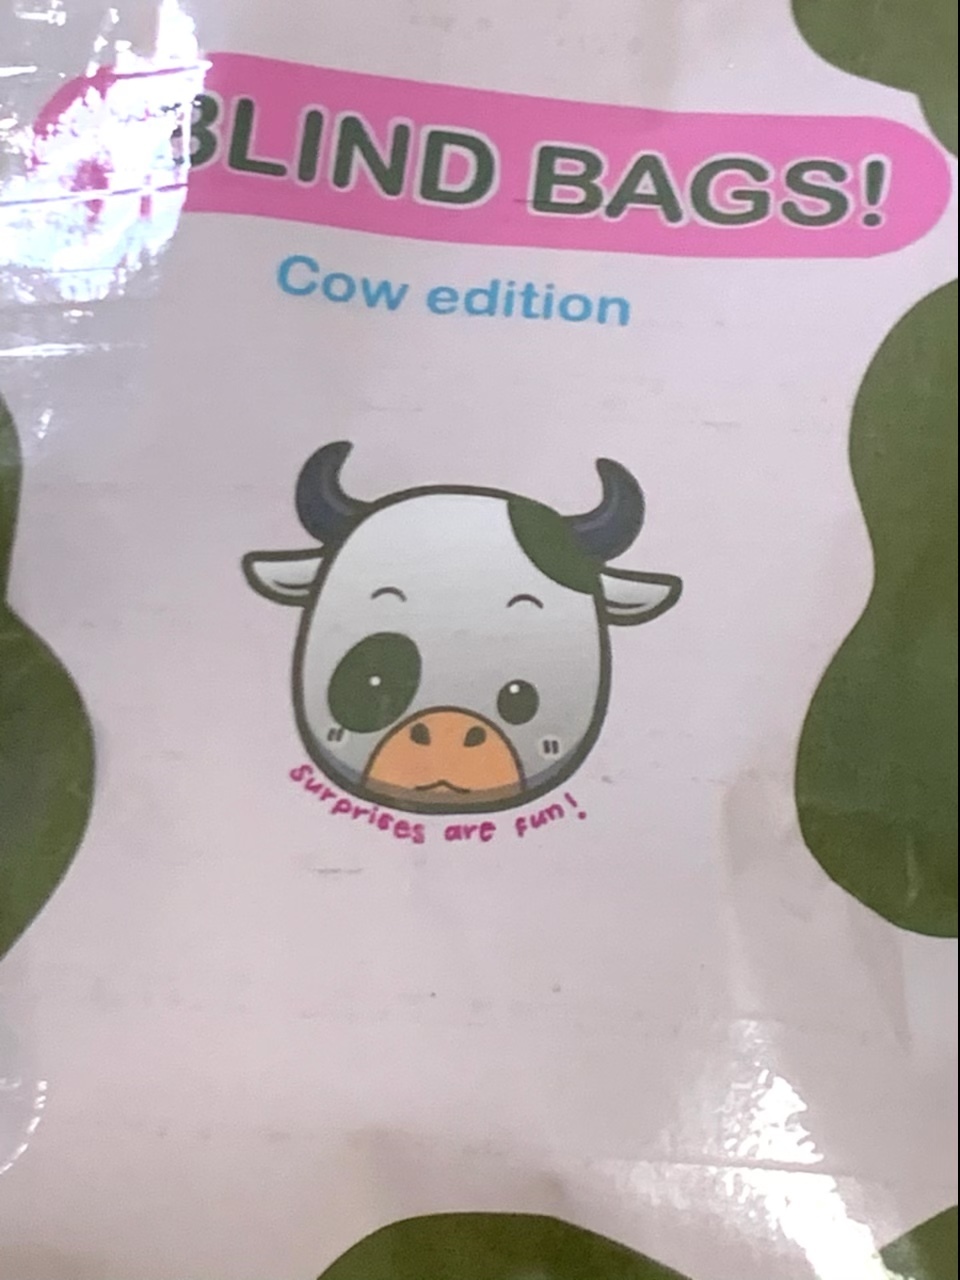 BLIND BAGS!
Cow edition
Surprises are fun!